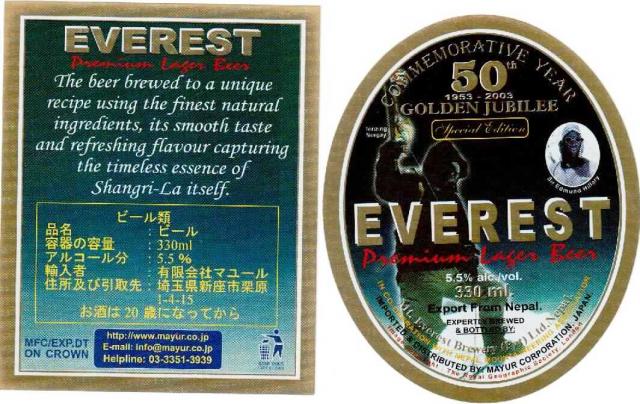 EVEREST
Premium Lager Beer
The beer brewed to a unique
recipe using the finest natural
ingredients, its smooth taste
and refreshing flavour capturing
the timeless essence of
Shangri-La itself.
ビール類
品名 : ビール
容器の容量 : 330ml
アルコール分 : 5.5 %
輸入者 : 有限会社マユール
住所及び引取先 : 埼玉県新座市栗原
1-4-15
お酒は 20 歳になってから
MFC/EXP.DT
ON CROWN
http://www.mayur.co.jp
E-mail: info@mayur.co.jp
Helpline: 03-3351-3939
COMMEMORATIVE YEAR
50th
1953 - 2003
GOLDEN JUBILEE
Special Edition
Tenzing
Norgay
Sir Edmund Hillary
EVEREST
Premium Lager Beer
5.5% alc./vol.
330 ml.
Export From Nepal.
EXPERTLY BREWED
& BOTTLED BY:
Mt. Everest Brewery (P.) Ltd. Nepal
IMPORTED & DISTRIBUTED BY: MAYUR CORPORATION, JAPAN
The Royal Geographic Society, London